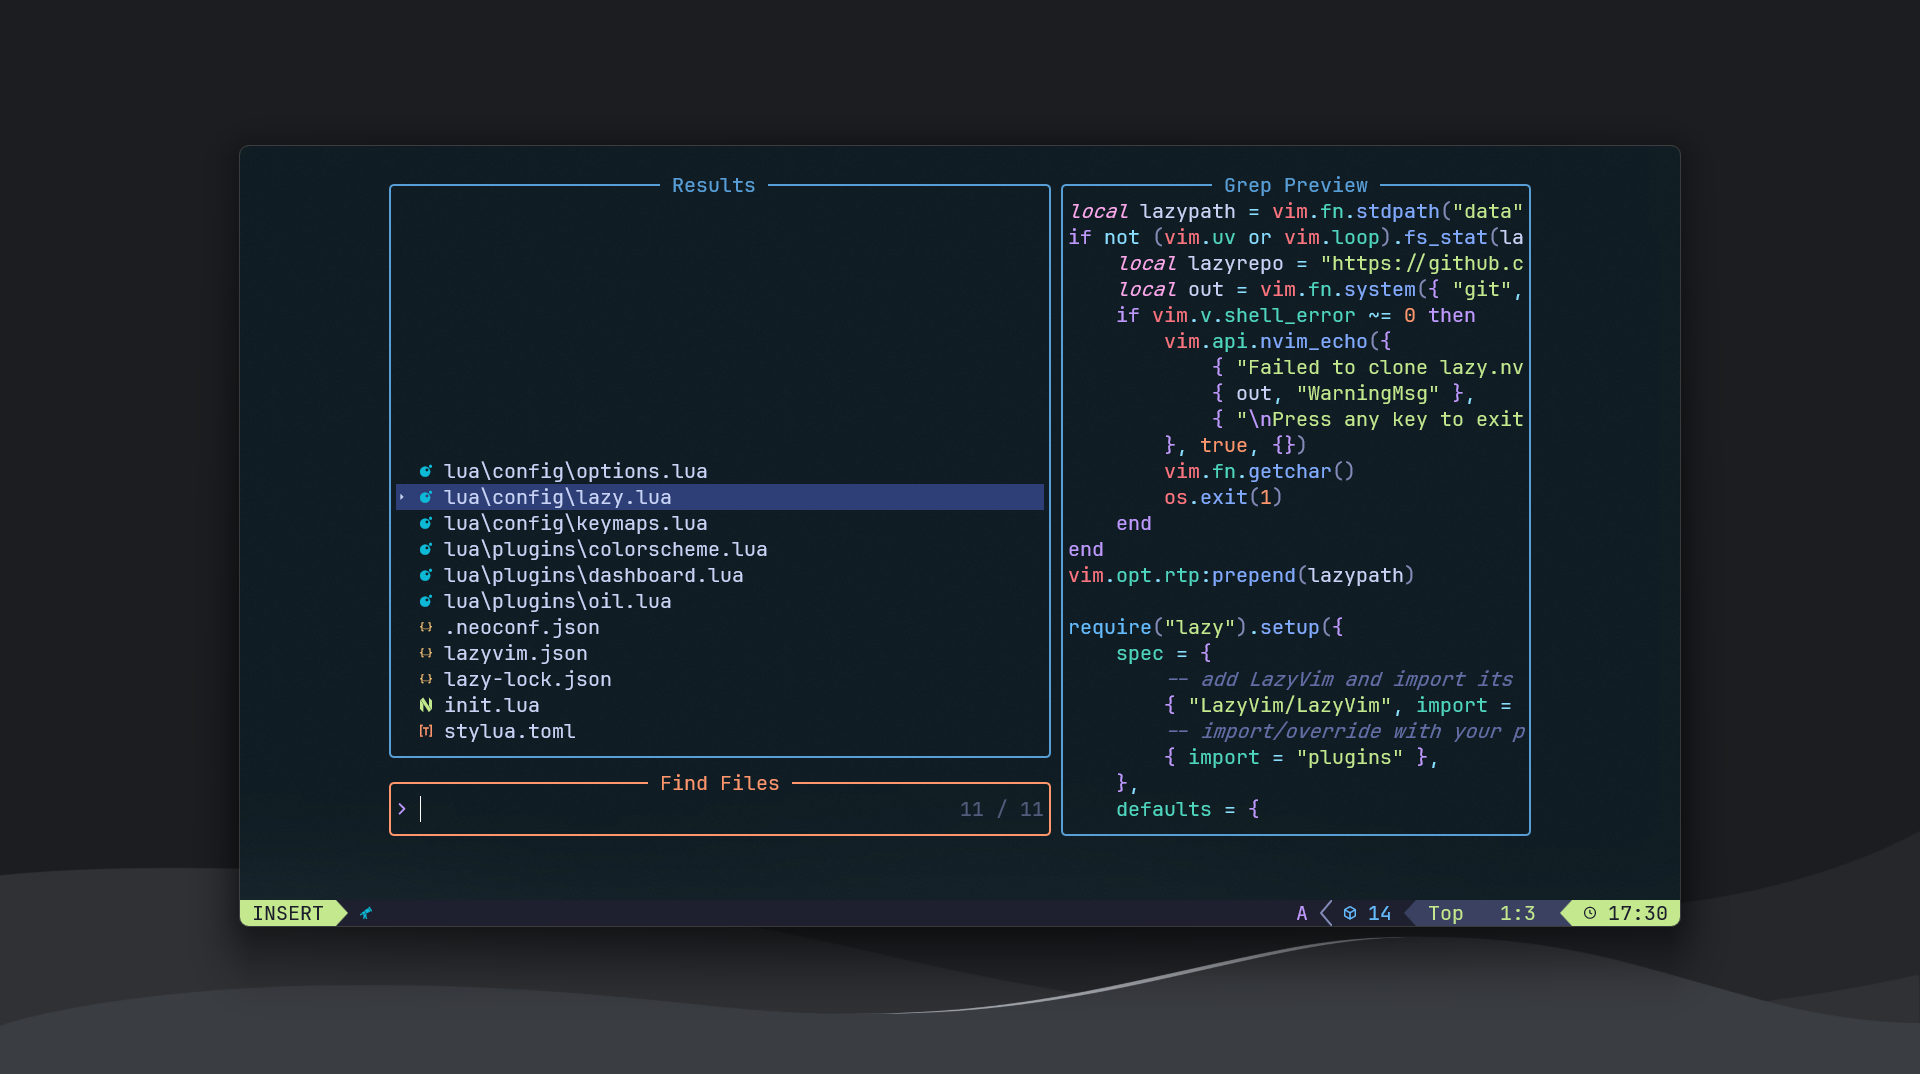 Results
lua\config\options.lua
lua\config\lazy.lua
lua\config\keymaps.lua
lua\plugins\colorscheme.lua
lua\plugins\dashboard.lua
lua\plugins\oil.lua
.neoconf.json
lazyvim.json
lazy-lock.json
init.lua
stylua.toml
Find Files
> 11 / 11
Grep Preview
local lazypath = vim.fn.stdpath("data"
if not (vim.uv or vim.loop).fs_stat(la
    local lazyrepo = "https://github.c
    local out = vim.fn.system({ "git",
    if vim.v.shell_error ~= 0 then
        vim.api.nvim_echo({
            { "Failed to clone lazy.nv
            { out, "WarningMsg" },
            { "\nPress any key to exit
        }, true, {})
        vim.fn.getchar()
        os.exit(1)
    end
end
vim.opt.rtp:prepend(lazypath)
require("lazy").setup({
    spec = {
        -- add LazyVim and import its
        { "LazyVim/LazyVim", import =
        -- import/override with your p
        { import = "plugins" },
    },
    defaults = {
INSERT A 14 Top 1:3 17:30